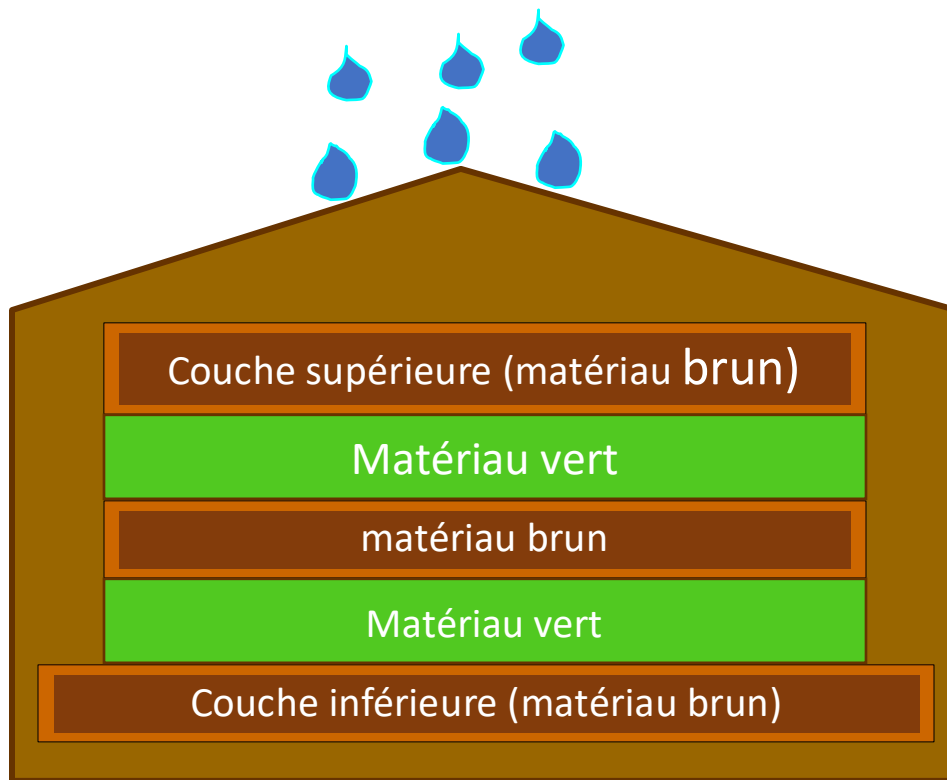 Couche supérieure (matériau brun)
Matériau vert
matériau brun
Matériau vert
Couche inférieure (matériau brun)